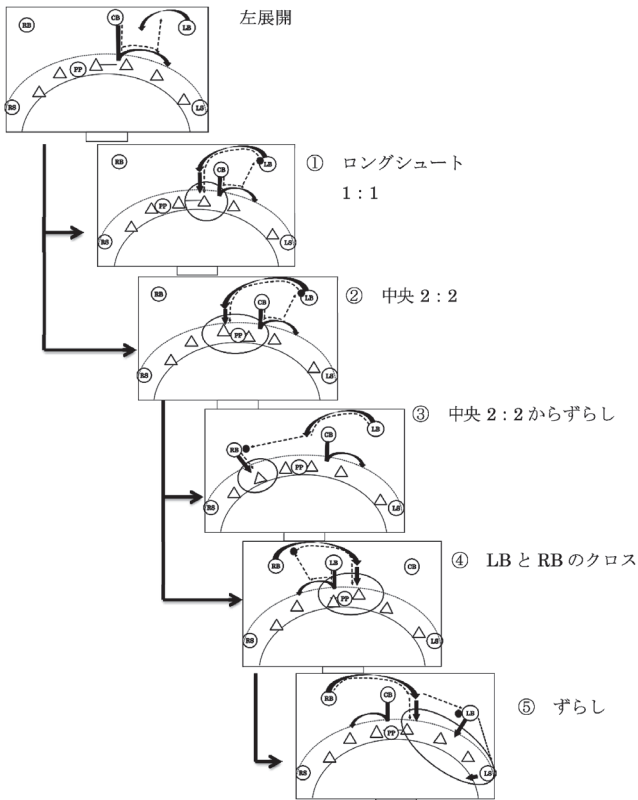 左展開
RB
CB
LB
PP
RS
LS
① ロングシュート
1：1
RB
CB
LB
PP
RS
LS
② 中央 2：2
RB
CB
LB
PP
RS
LS
③ 中央 2：2 からずらし
RB
CB
LB
PP
RS
LS
④ LB と RB のクロス
RB
LB
CB
PP
RS
LS
⑤ ずらし
RB
CB
LB
PP
RS
LS